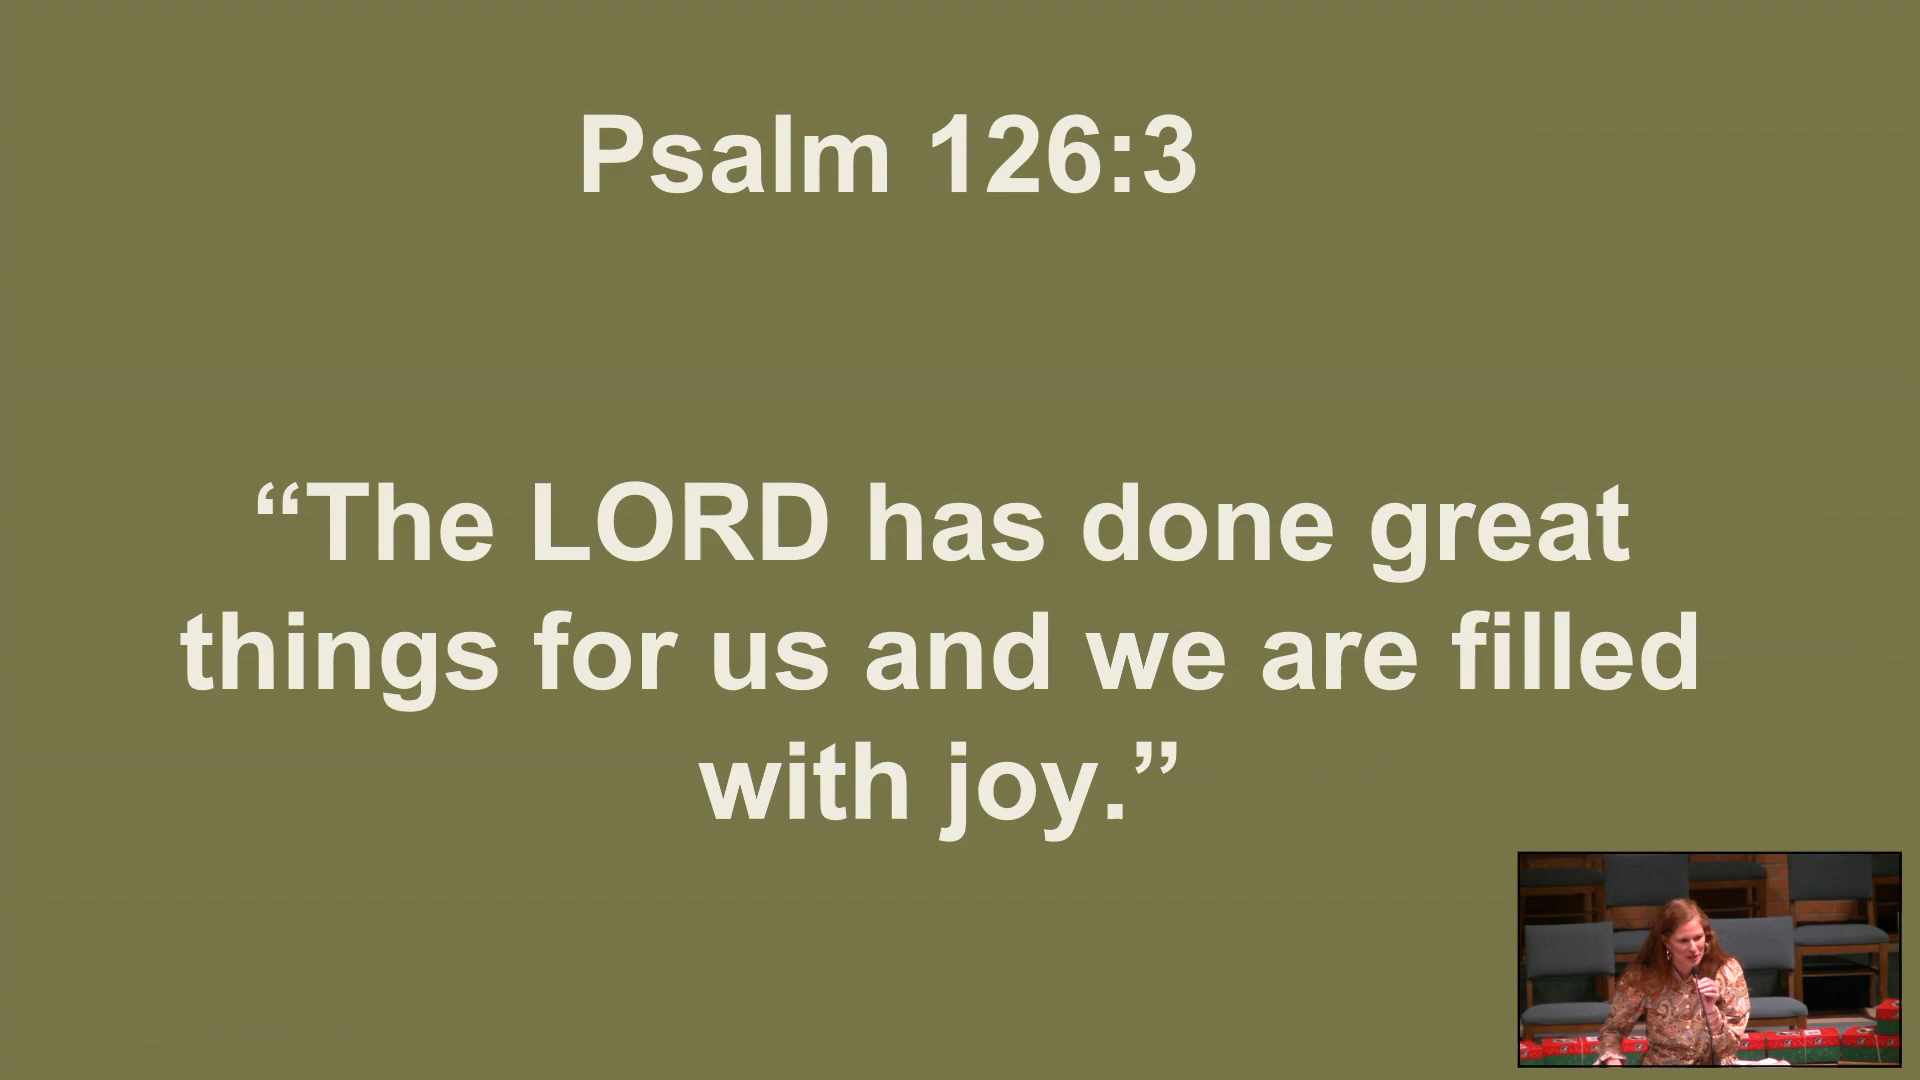 Psalm 126:3
“The LORD has done great
things for us and we are filled
with joy.”